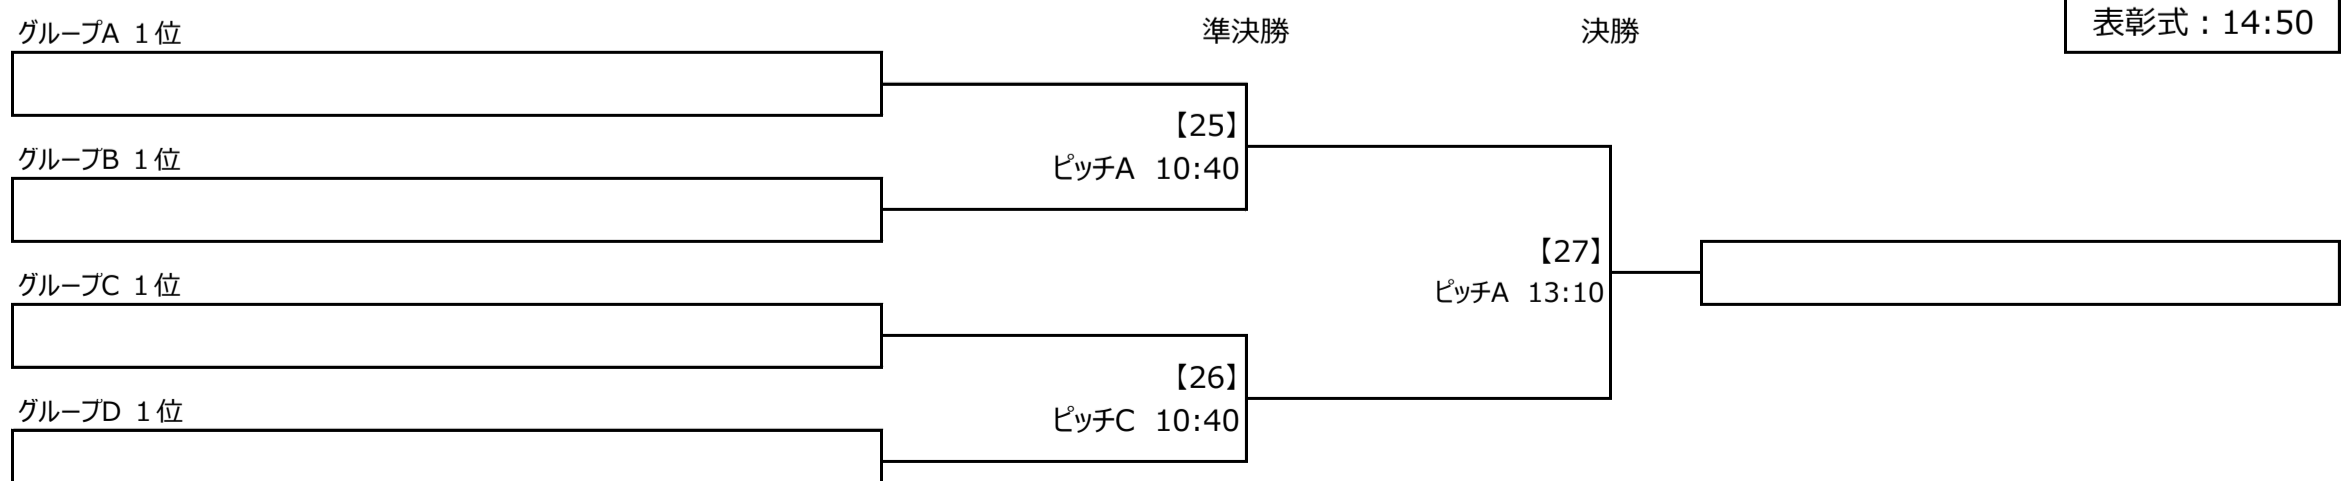 グループA 1位
準決勝
決勝
表彰式：14:50
【25】
ピッチA 10:40
グループB 1位
【27】
ピッチA 13:10
グループC 1位
【26】
ピッチC 10:40
グループD 1位